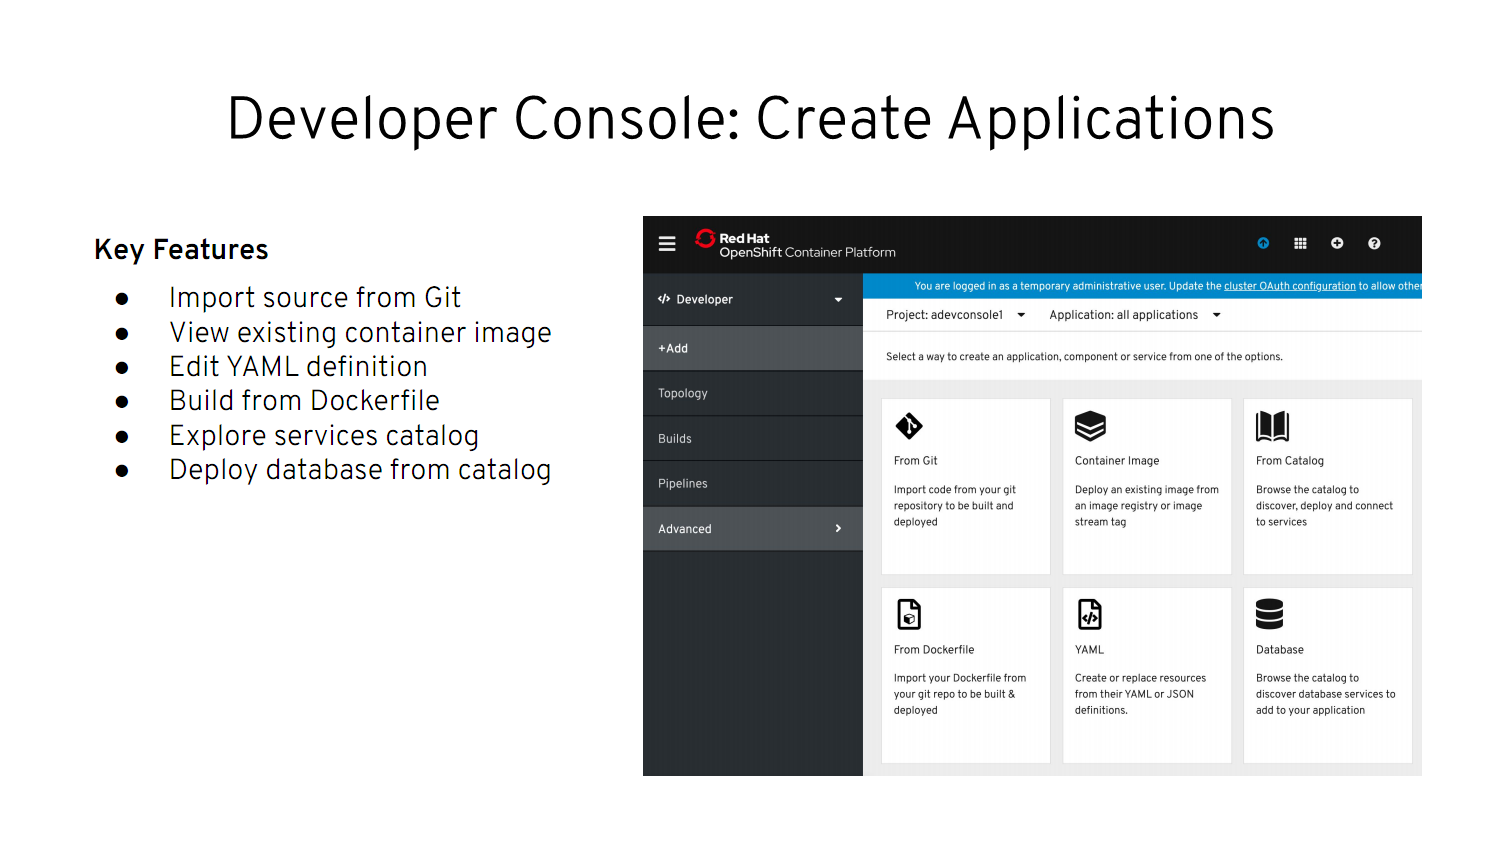 Developer Console: Create Applications
Key Features
● Import source from Git
● View existing container image
● Edit YAML definition
● Build from Dockerfile
● Explore services catalog
● Deploy database from catalog
Red Hat
OpenShift Container Platform
</> Developer
+Add
Topology
Builds
Pipelines
Advanced
You are logged in as a temporary administrative user. Update the cluster OAuth configuration to allow other
Project: adevconsole1 Application: all applications
Select a way to create an application, component or service from one of the options.
From Git
Import code from your git
repository to be built and
deployed
Container Image
Deploy an existing image from
an image registry or image
stream tag
From Catalog
Browse the catalog to
discover, deploy and connect
to services
From Dockerfile
Import your Dockerfile from
your git repo to be built &
deployed
YAML
Create or replace resources
from their YAML or JSON
definitions.
Database
Browse the catalog to
discover database services to
add to your application